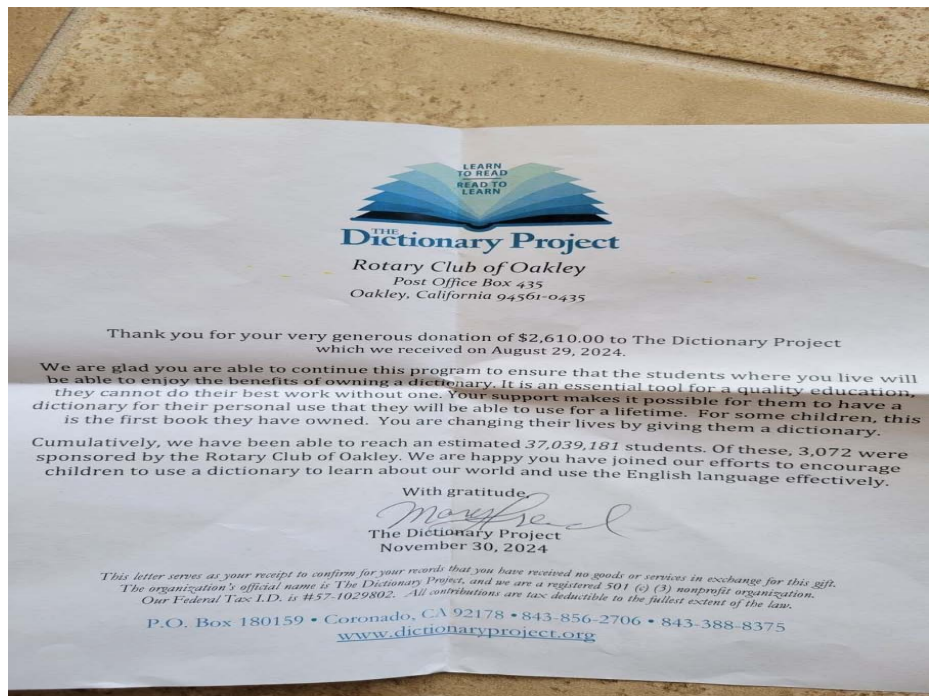 LEARN
TO READ
READ TO
LEARN
THE
Dictionary Project
Rotary Club of Oakley
Post Office Box 435
Oakley, California 94561-0435
Thank you for your very generous donation of $2,610.00 to The Dictionary Project
which we received on August 29, 2024.
We are glad you are able to continue this program to ensure that the students where you live will
be able to enjoy the benefits of owning a dictionary. It is an essential tool for a quality education,
they cannot do their best work without one. Your support makes it possible for them to have a
dictionary for their personal use that they will be able to use for a lifetime. For some children, this
is the first book they have owned. You are changing their lives by giving them a dictionary.
Cumulatively, we have been able to reach an estimated 37,039,181 students. Of these, 3,072 were
sponsored by the Rotary Club of Oakley. We are happy you have joined our efforts to encourage
children to use a dictionary to learn about our world and use the English language effectively.
With gratitude,
The Dictionary Project
November 30, 2024
This letter serves as your receipt to confirm for your records that you have received no goods or services in exchange for this gift.
The organization's official name is The Dictionary Project, and we are a registered 501 (c) (3) nonprofit organization.
Our Federal Tax I.D. is #57-1029802. All contributions are tax deductible to the fullest extent of the law.
P.O. Box 180159 • Coronado, CA 92178 • 843-856-2706 • 843-388-8375
www.dictionaryproject.org